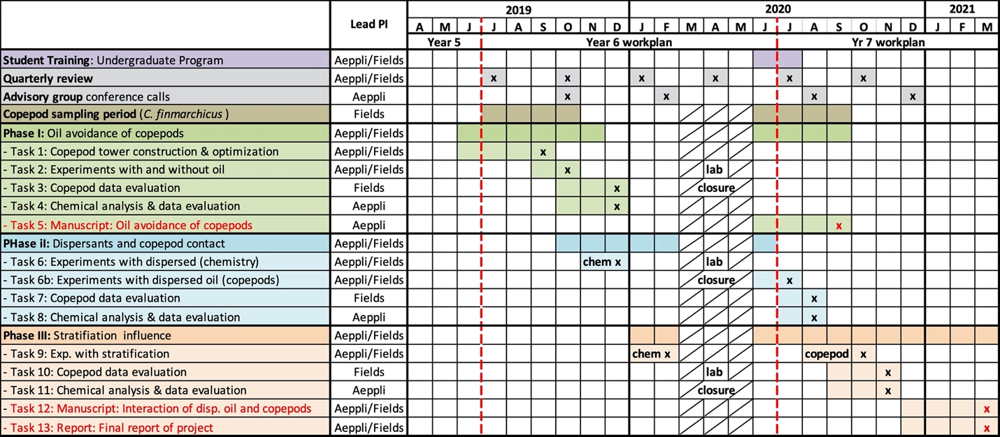 2019 2020 2021
Lead PI A M J J A S O N D J F M A M J J A S O N D J F M
Year 5 Year 6 workplan Yr 7 workplan
Student Training: Undergraduate Program Aeppli/Fields
Quarterly review Aeppli/Fields x x x x x x
Advisory group conference calls Aeppli x x x x
Copepod sampling period (C. finmarchicus ) Fields
Phase I: Oil avoidance of copepods Aeppli/Fields
- Task 1: Copepod tower construction & optimization Aeppli/Fields x
- Task 2: Experiments with and without oil Aeppli/Fields x lab
- Task 3: Copepod data evaluation Fields x closure
- Task 4: Chemical analysis & data evaluation Aeppli x
- Task 5: Manuscript: Oil avoidance of copepods Aeppli x
PHase iI: Dispersants and copepod contact Aeppli/Fields
- Task 6: Experiments with dispersed (chemistry) Aeppli/Fields chem x lab
- Task 6b: Experiments with dispersed oil (copepods) Aeppli/Fields closure x
- Task 7: Copepod data evaluation Fields x
- Task 8: Chemical analysis & data evaluation Aeppli x
Phase III: Stratifiation influence Aeppli/Fields
- Task 9: Exp. with stratification Aeppli/Fields chem x copepod x
- Task 10: Copepod data evaluation Fields lab x
- Task 11: Chemical analysis & data evaluation Aeppli closure x
- Task 12: Manuscript: Interaction of disp. oil and copepods Aeppli/Fields x
- Task 13: Report: Final report of project Aeppli/Fields x